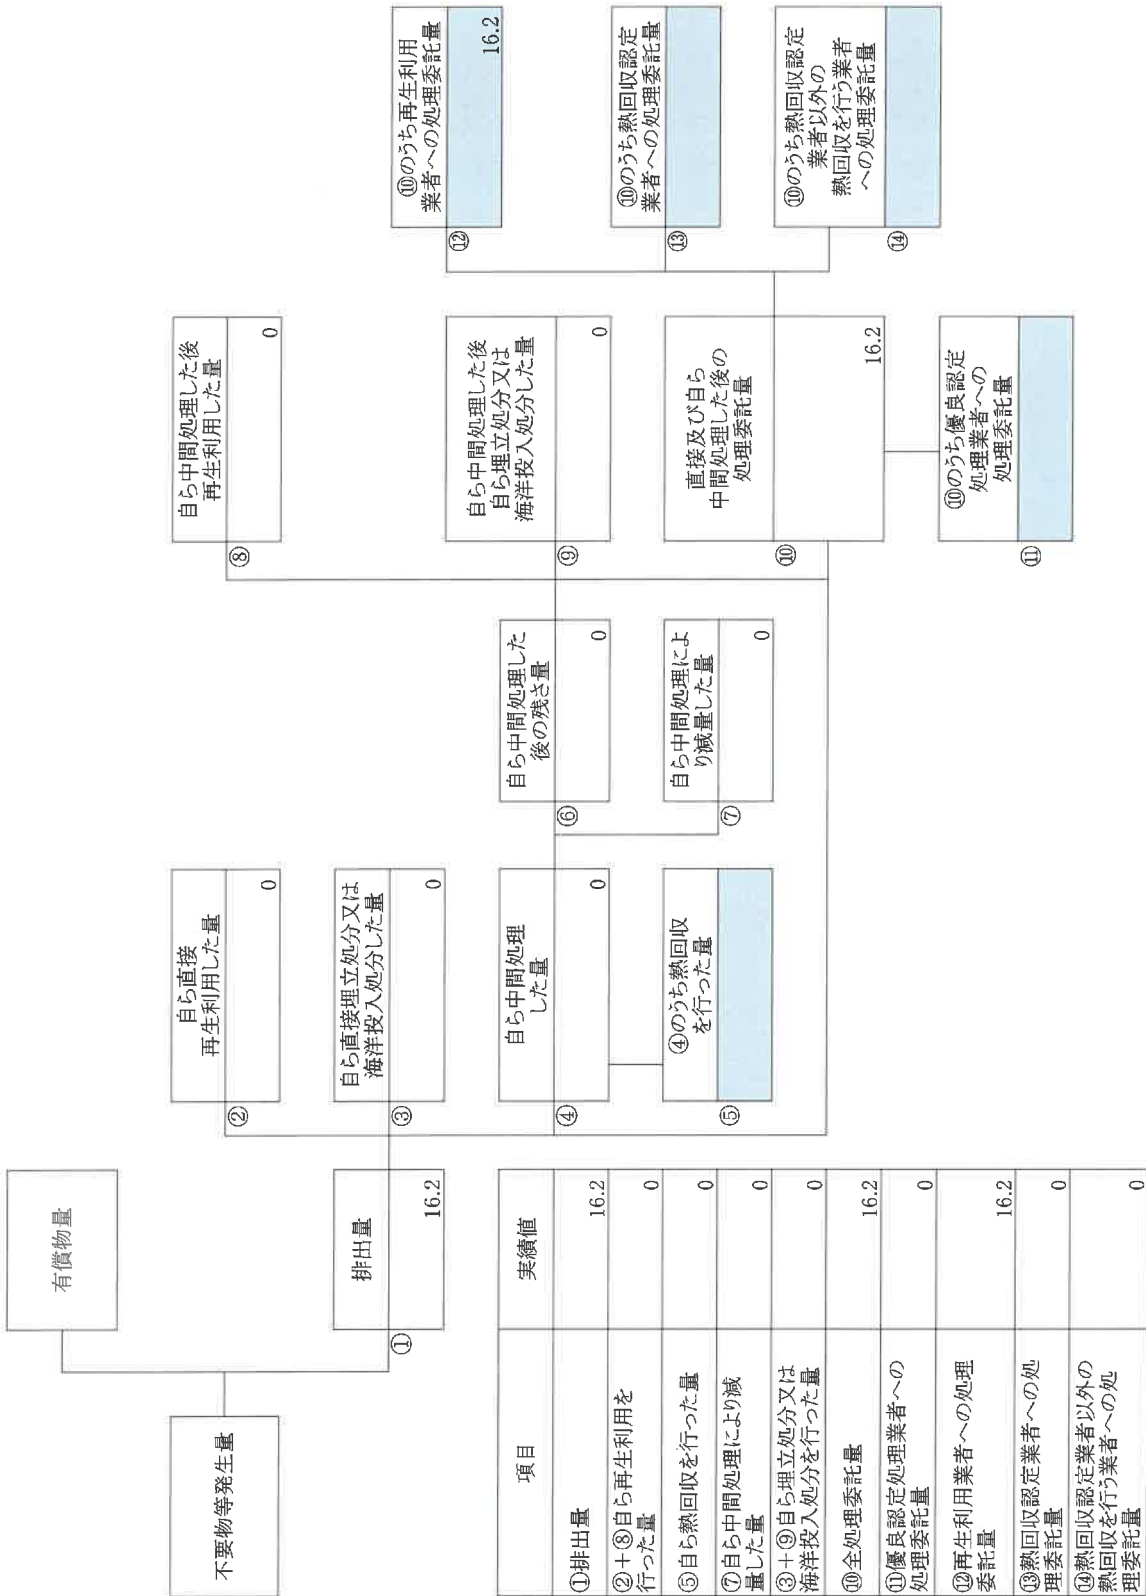 不要物等発生量
有償物量
①
排出量
16.2
②
自ら直接
再生利用した量
0
③
自ら直接埋立処分又は
海洋投入処分した量
0
④
自ら中間処理
した量
0
⑤
④のうち熱回収
を行った量
⑥
自ら中間処理した
後の残さ量
0
⑦
自ら中間処理によ
り減量した量
0
⑧
自ら中間処理した後
再生利用した量
0
⑨
自ら中間処理した後
自ら埋立処分又は
海洋投入処分した量
0
⑩
直接及び自ら
中間処理した後の
処理委託量
16.2
⑪
⑩のうち優良認定
処理業者への
処理委託量
⑫
⑩のうち再生利用
業者への処理委託量
16.2
⑬
⑩のうち熱回収認定
業者への処理委託量
⑭
⑩のうち熱回収認定
業者以外の
熱回収を行う業者
への処理委託量
項目
実績値
①排出量
16.2
②+⑧自ら再生利用を
行った量
0
⑤自ら熱回収を行った量
0
⑦自ら中間処理により減
量した量
0
③+⑨自ら埋立処分又は
海洋投入処分を行った量
0
⑩全処理委託量
16.2
⑪優良認定処理業者への
処理委託量
0
⑫再生利用業者への処理
委託量
16.2
⑬熱回収認定業者への処
理委託量
0
⑭熱回収認定業者以外の
熱回収を行う業者への処
理委託量
0